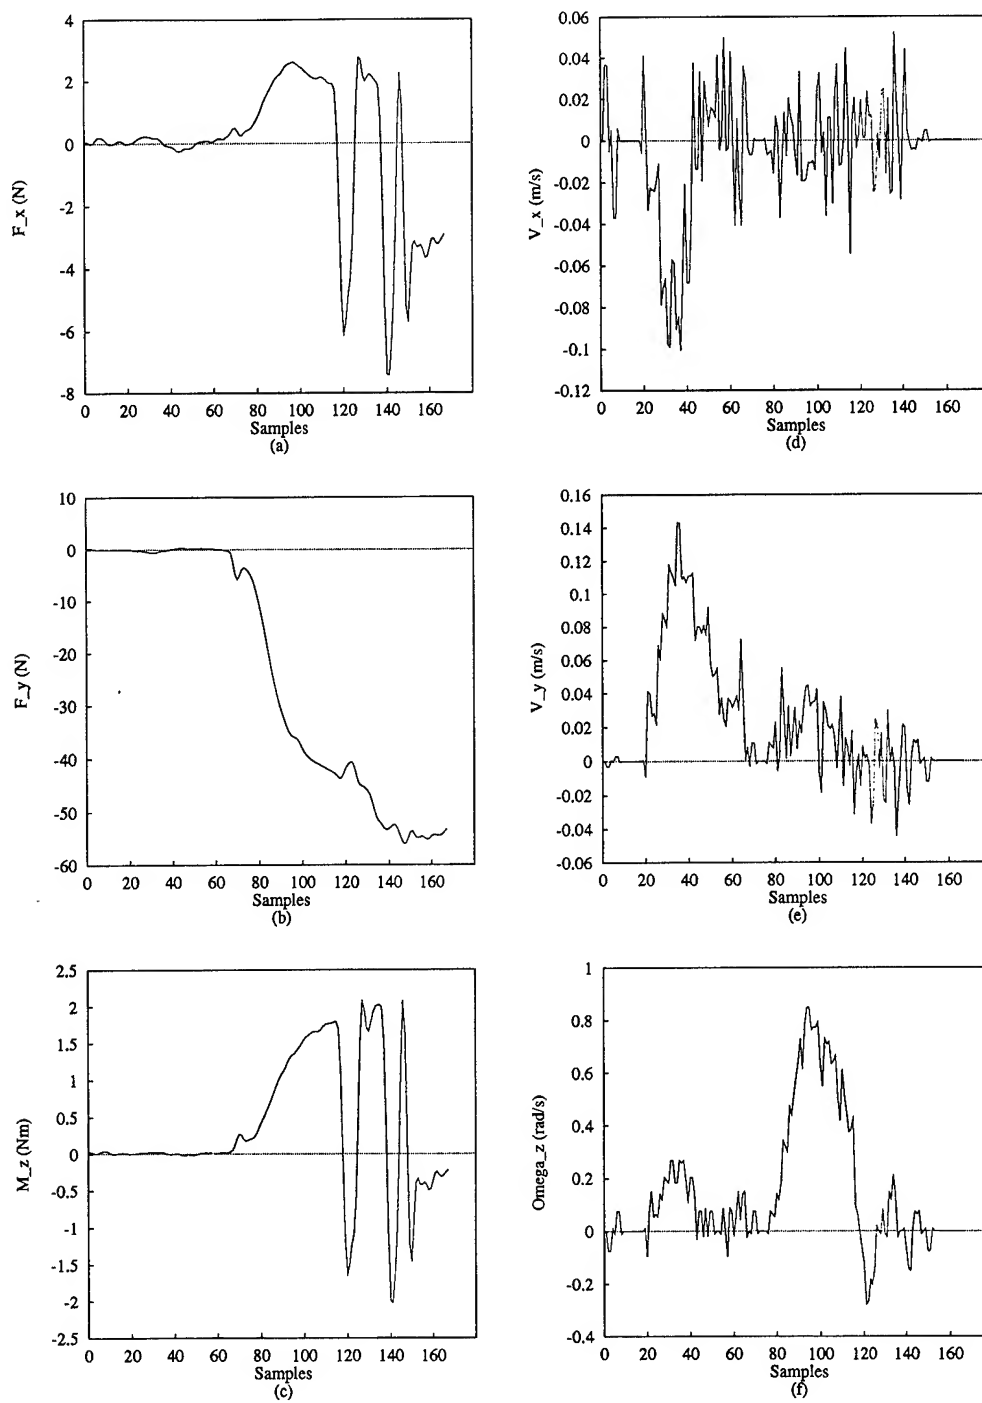 4
2
0
-2
-4
-6
-8
F_x (N)
0 20 40 60 80 100 120 140 160
Samples
(a)
0.06
0.04
0.02
0
-0.02
-0.04
-0.06
-0.08
-0.1
-0.12
V_x (m/s)
0 20 40 60 80 100 120 140 160
Samples
(d)
10
0
-10
-20
-30
-40
-50
-60
F_y (N)
0 20 40 60 80 100 120 140 160
Samples
(b)
0.16
0.14
0.12
0.1
0.08
0.06
0.04
0.02
0
-0.02
-0.04
-0.06
V_y (m/s)
0 20 40 60 80 100 120 140 160
Samples
(e)
2.5
2
1.5
1
0.5
0
-0.5
-1
-1.5
-2
-2.5
M_z (Nm)
0 20 40 60 80 100 120 140 160
Samples
(c)
1
0.8
0.6
0.4
0.2
0
-0.2
-0.4
Omega_z (rad/s)
0 20 40 60 80 100 120 140 160
Samples
(f)